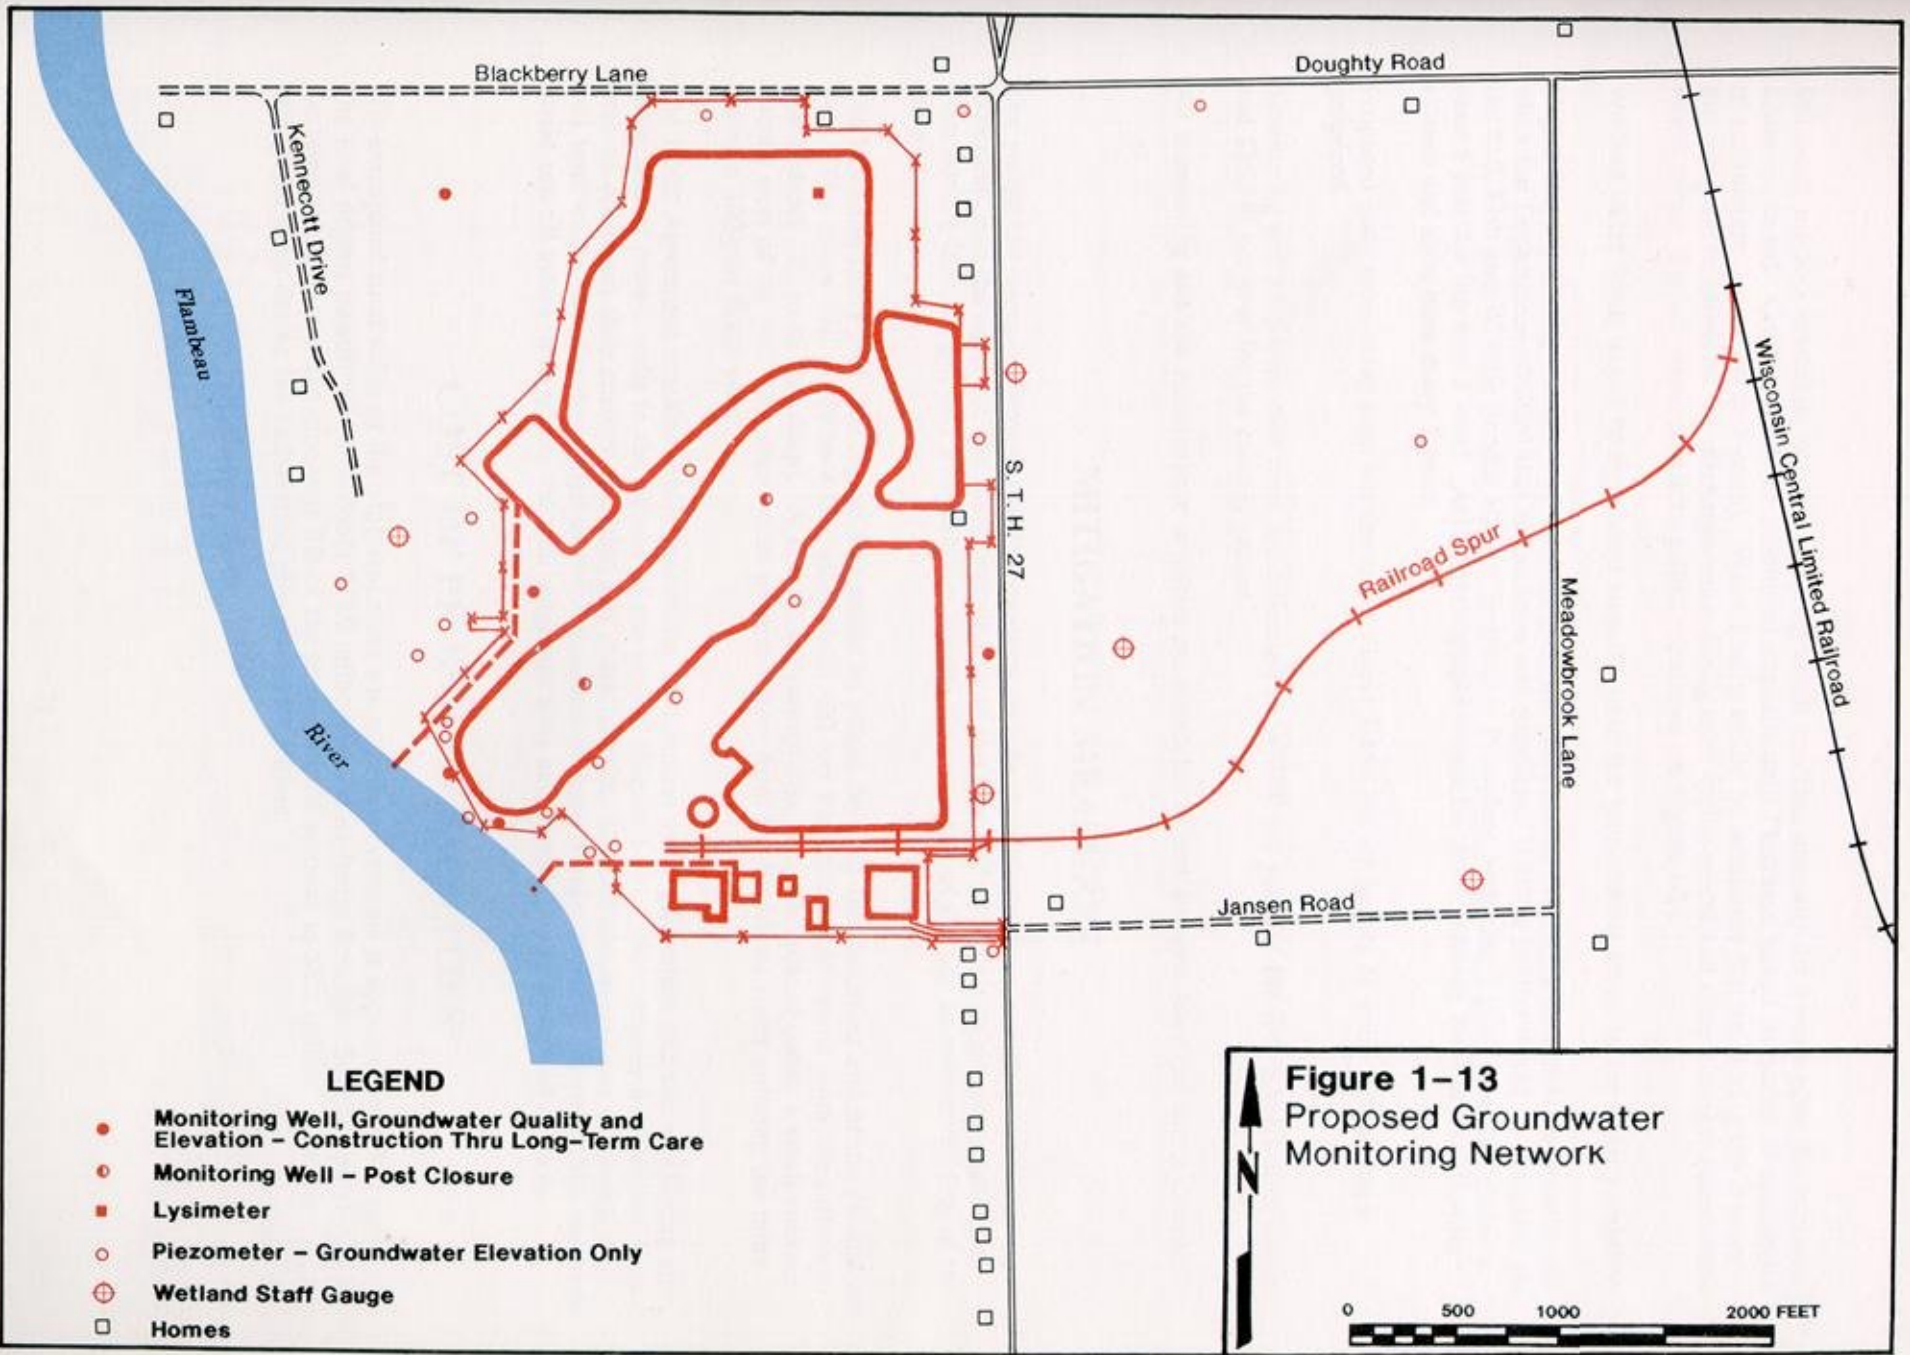 Blackberry Lane
Doughty Road
Kennecott Drive
Flambeau
River
S. T. H. 27
Railroad Spur
Wisconsin Central Limited Railroad
Meadowbrook Lane
Jansen Road
LEGEND
Monitoring Well, Groundwater Quality and
Elevation – Construction Thru Long–Term Care
Monitoring Well – Post Closure
Lysimeter
Piezometer – Groundwater Elevation Only
Wetland Staff Gauge
Homes
Figure 1–13
Proposed Groundwater
Monitoring Network
N
0 500 1000 2000 FEET